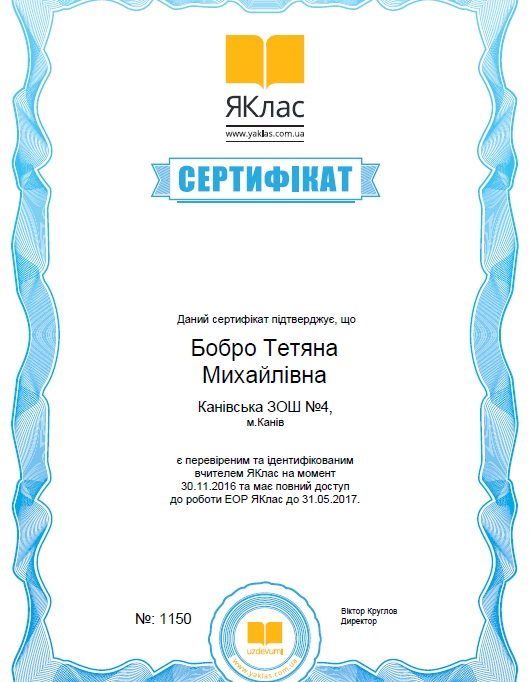 ЯКлас
www.yaklas.com.ua
СЕРТИФІКАТ
Даний сертифікат підтверджує, що
Бобро Тетяна
Михайлівна
Канівська ЗОШ №4,
м.Канів
є перевіреним та ідентифікованим
вчителем ЯКлас на момент
30.11.2016 та має повний доступ
до роботи ЕОР ЯКлас до 31.05.2017.
№: 1150
Віктор Круглов
Директор
uzdevumi
www.yaklas.com.ua